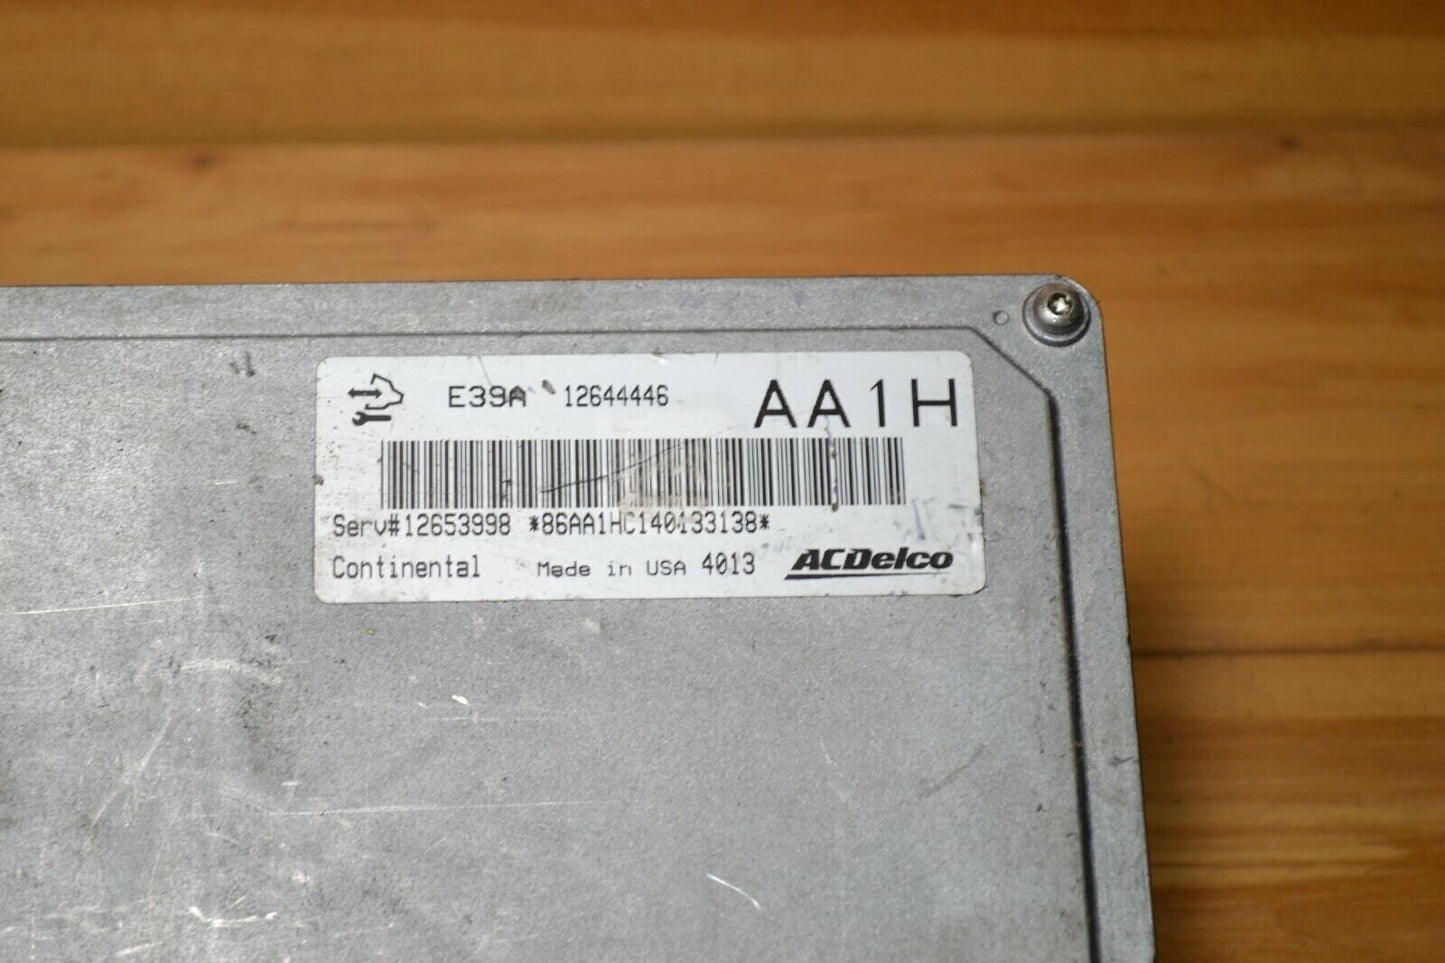 E39A 12644446 AA1H
Serv#12653998 *86AA1HC140133138*
Continental Made in USA 4013 ACDelco